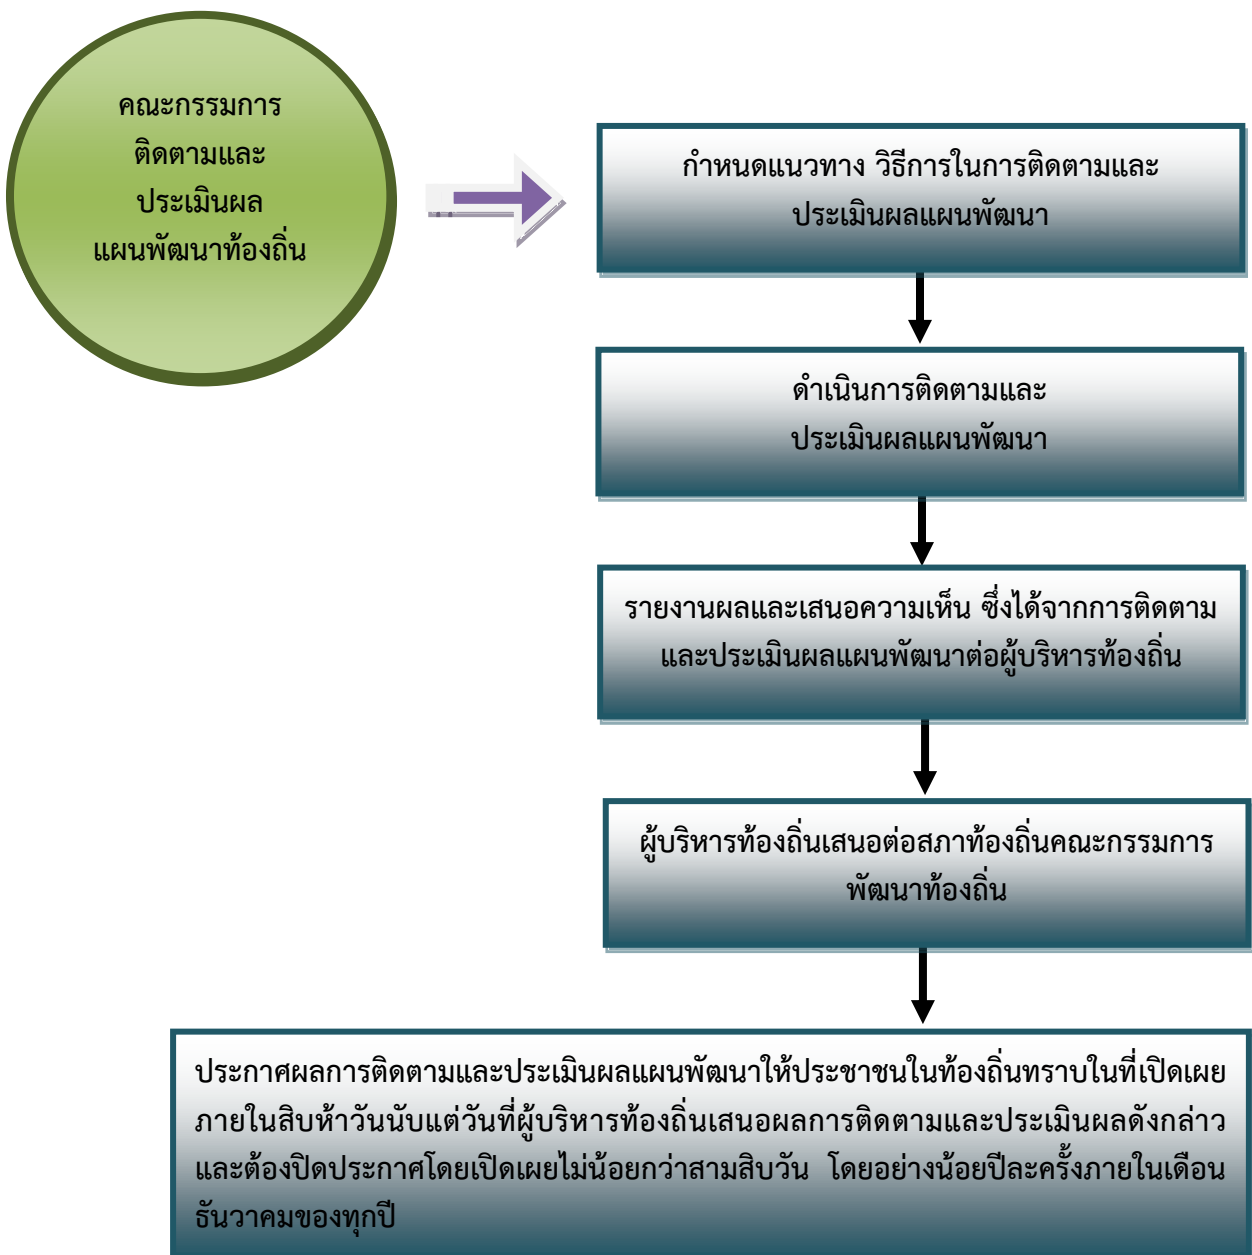 คณะกรรมการ
ติดตามและ
ประเมินผล
แผนพัฒนาท้องถิ่น
กำหนดแนวทาง วิธีการในการติดตามและ
ประเมินผลแผนพัฒนา
ดำเนินการติดตามและ
ประเมินผลแผนพัฒนา
รายงานผลและเสนอความเห็น ซึ่งได้จากการติดตาม
และประเมินผลแผนพัฒนาต่อผู้บริหารท้องถิ่น
ผู้บริหารท้องถิ่นเสนอต่อสภาท้องถิ่นคณะกรรมการ
พัฒนาท้องถิ่น
ประกาศผลการติดตามและประเมินผลแผนพัฒนาให้ประชาชนในท้องถิ่นทราบในที่เปิดเผย
ภายในสิบห้าวันนับแต่วันที่ผู้บริหารท้องถิ่นเสนอผลการติดตามและประเมินผลดังกล่าว
และต้องปิดประกาศโดยเปิดเผยไม่น้อยกว่าสามสิบวัน โดยอย่างน้อยปีละครั้งภายในเดือน
ธันวาคมของทุกปี